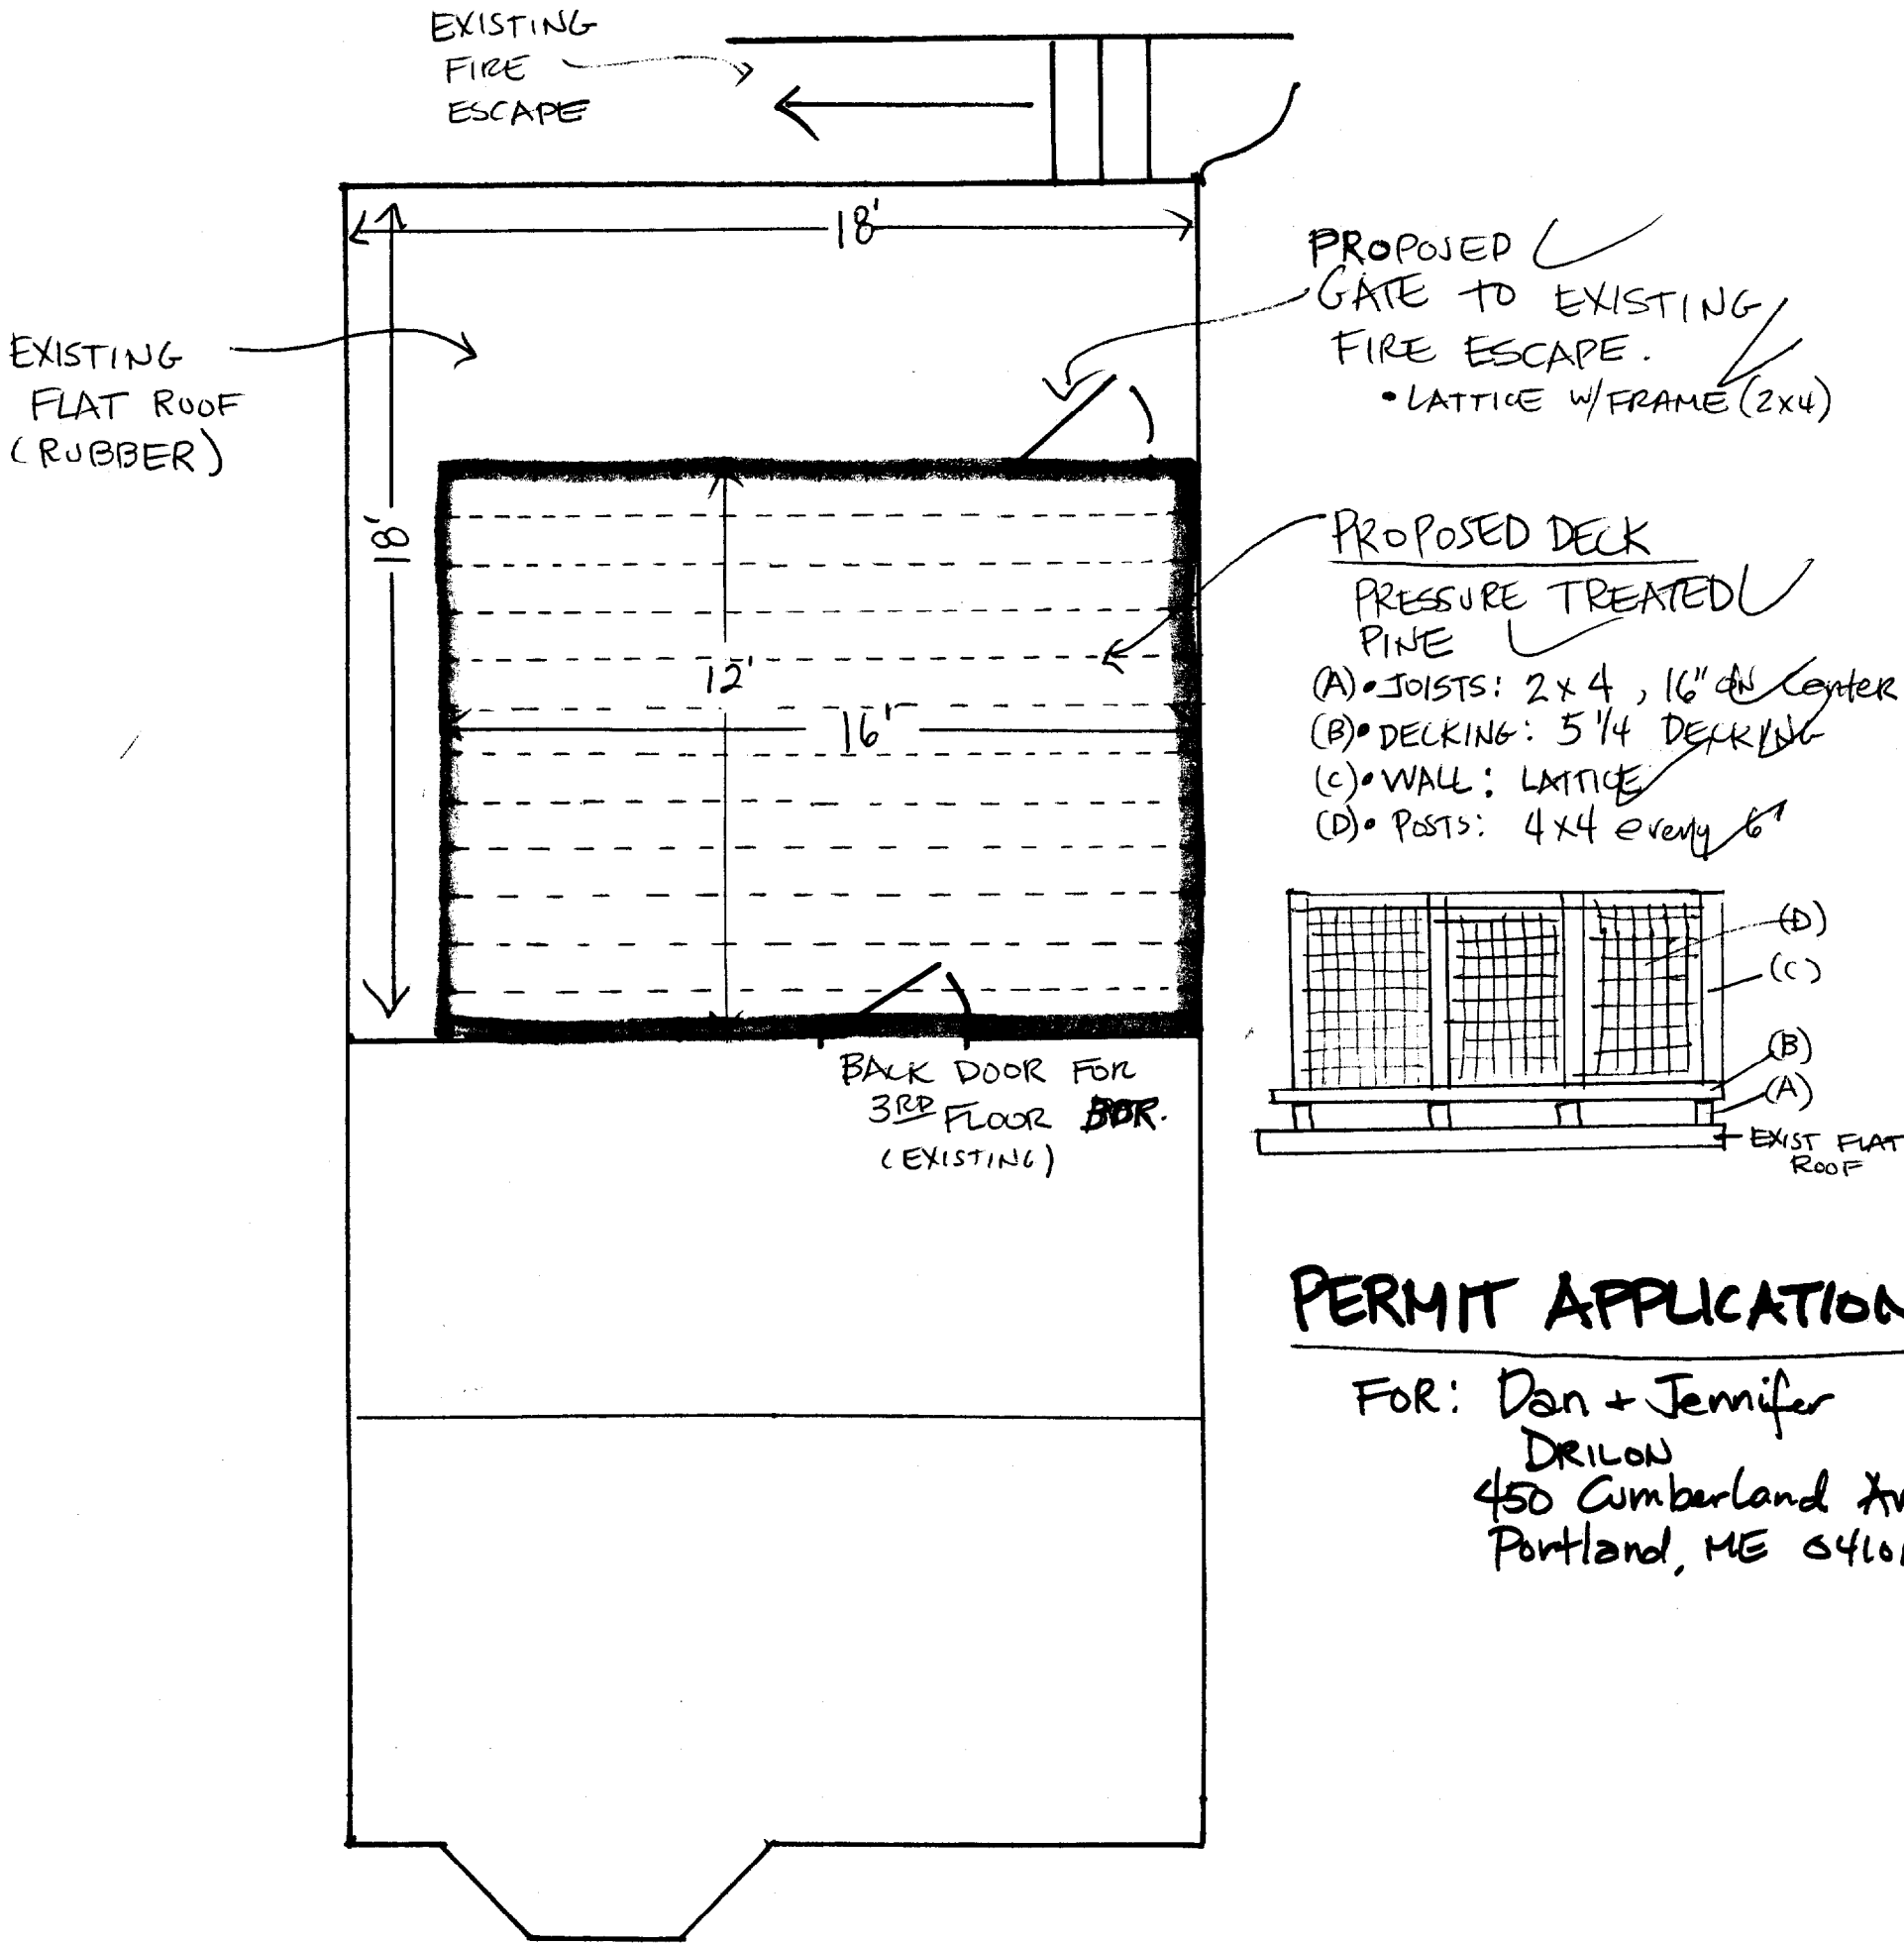 EXISTING
FIRE
ESCAPE
18'
EXISTING
FLAT ROOF
(RUBBER)
18'
12'
16'
PROPOSED
GATE TO EXISTING
FIRE ESCAPE.
• LATTICE W/ FRAME (2x4)
PROPOSED DECK
PRESSURE TREATED
PINE
(A) • JOISTS: 2x4, 16" ON Center
(B) • DECKING: 5 1/4 DECKING
(C) • WALL: LATTICE
(D) • POSTS: 4x4 every 6'
(D)
(C)
(B)
(A)
EXIST FLAT
ROOF
BACK DOOR FOR
3RD FLOOR
(EXISTING)
PERMIT APPLICATION
FOR: Dan + Jennifer
DRILON
450 Cumberland Av
Portland, ME 04101